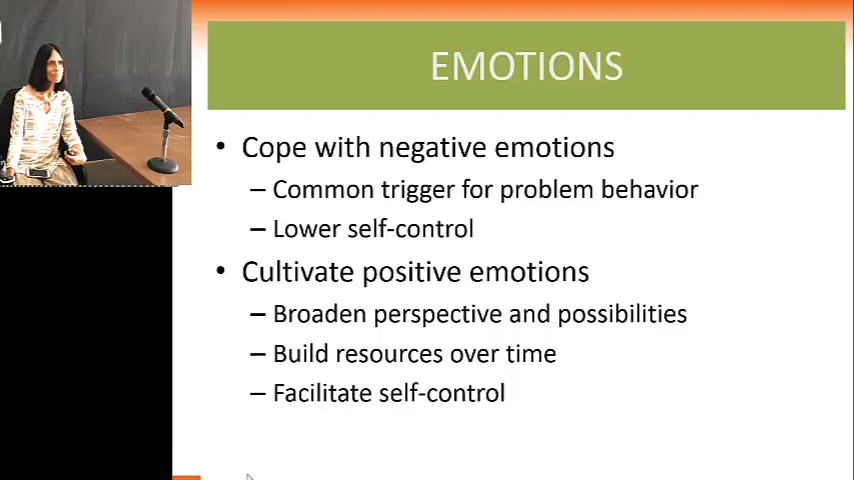 EMOTIONS
• Cope with negative emotions
– Common trigger for problem behavior
– Lower self-control
• Cultivate positive emotions
– Broaden perspective and possibilities
– Build resources over time
– Facilitate self-control